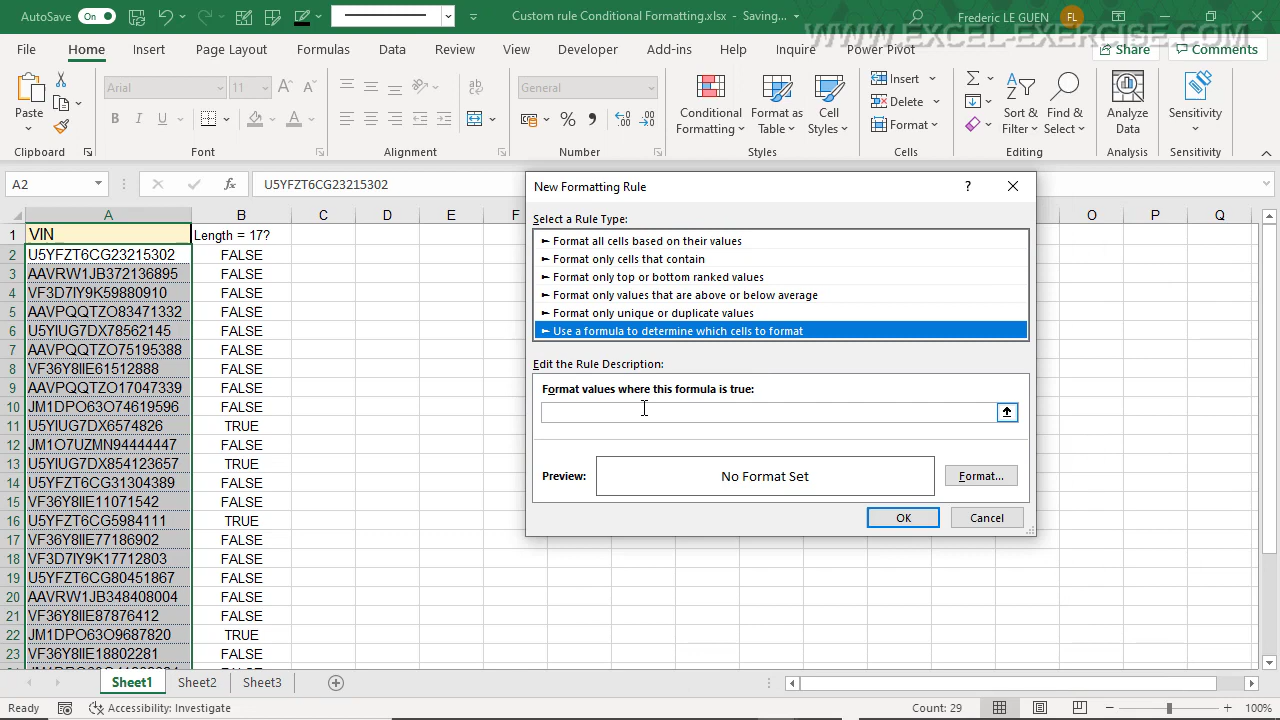 AutoSave On Custom rule Conditional Formatting.xlsx - Saving... Frederic LE GUEN FL
WWW.EXCEL-EXERCISE.COM
File Home Insert Page Layout Formulas Data Review View Developer Add-ins Help Inquire Power Pivot Share Comments
Paste Arial 11 A A ab General Conditional Formatting Format as Table Cell Styles Insert Delete Format Sort & Filter Find & Select Analyze Data Sensitivity
B I U A %
Clipboard Font Alignment Number Styles Cells Editing Analysis Sensitivity
A2 fx U5YFZT6CG23215302
A B C D E F O P Q
1 VIN Length = 17?
2 U5YFZT6CG23215302 FALSE
3 AAVRW1JB372136895 FALSE
4 VF3D7IY9K59880910 FALSE
5 AAVPQQTZO83471332 FALSE
6 U5YIUG7DX78562145 FALSE
7 AAVPQQTZO75195388 FALSE
8 VF36Y8IIE61512888 FALSE
9 AAVPQQTZO17047339 FALSE
10 JM1DPO63O74619596 FALSE
11 U5YIUG7DX6574826 TRUE
12 JM1O7UZMN94444447 FALSE
13 U5YIUG7DX854123657 TRUE
14 U5YFZT6CG31304389 FALSE
15 VF36Y8IIE11071542 FALSE
16 U5YFZT6CG5984111 TRUE
17 VF36Y8IIE77186902 FALSE
18 VF3D7IY9K17712803 FALSE
19 U5YFZT6CG80451867 FALSE
20 AAVRW1JB348408004 FALSE
21 VF36Y8IIE87876412 FALSE
22 JM1DPO63O9687820 TRUE
23 VF36Y8IIE18802281 FALSE
New Formatting Rule ?
Select a Rule Type:
► Format all cells based on their values
► Format only cells that contain
► Format only top or bottom ranked values
► Format only values that are above or below average
► Format only unique or duplicate values
► Use a formula to determine which cells to format
Edit the Rule Description:
Format values where this formula is true:
Preview: No Format Set Format...
OK Cancel
Sheet1 Sheet2 Sheet3
Ready Accessibility: Investigate Count: 29 100%